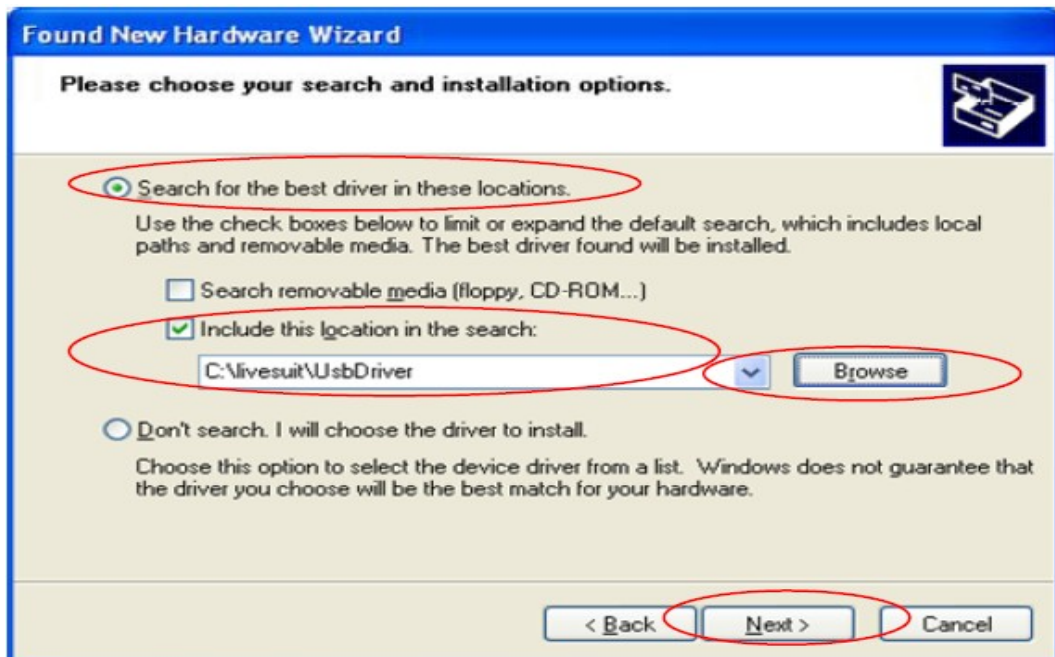 Found New Hardware Wizard
Please choose your search and installation options.
Search for the best driver in these locations.
Use the check boxes below to limit or expand the default search, which includes local
paths and removable media. The best driver found will be installed.
Search removable media (floppy, CD-ROM...)
Include this location in the search:
C:\livesuit\UsbDriver
Browse
Don't search. I will choose the driver to install.
Choose this option to select the device driver from a list. Windows does not guarantee that
the driver you choose will be the best match for your hardware.
< Back
Next >
Cancel